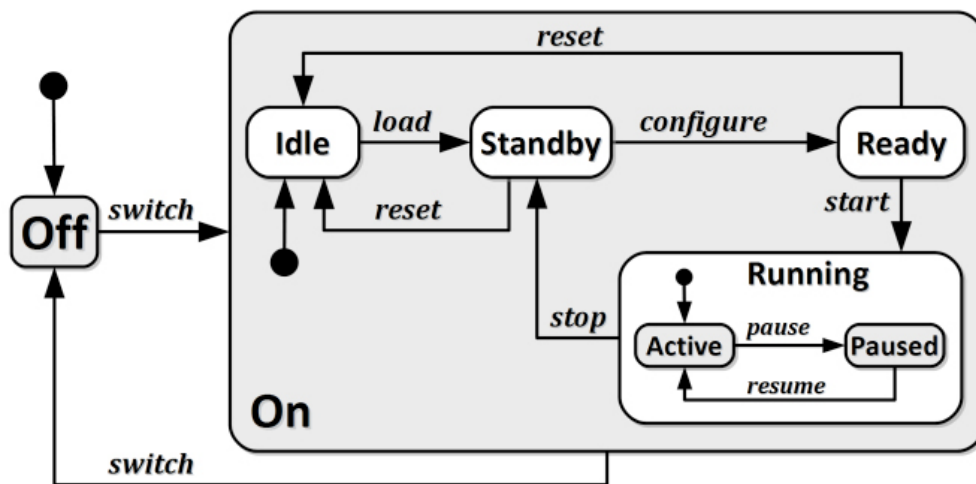 reset
Idle
load
Standby
configure
Ready
Off
switch
reset
start
Running
stop
Active
pause
Paused
resume
On
switch